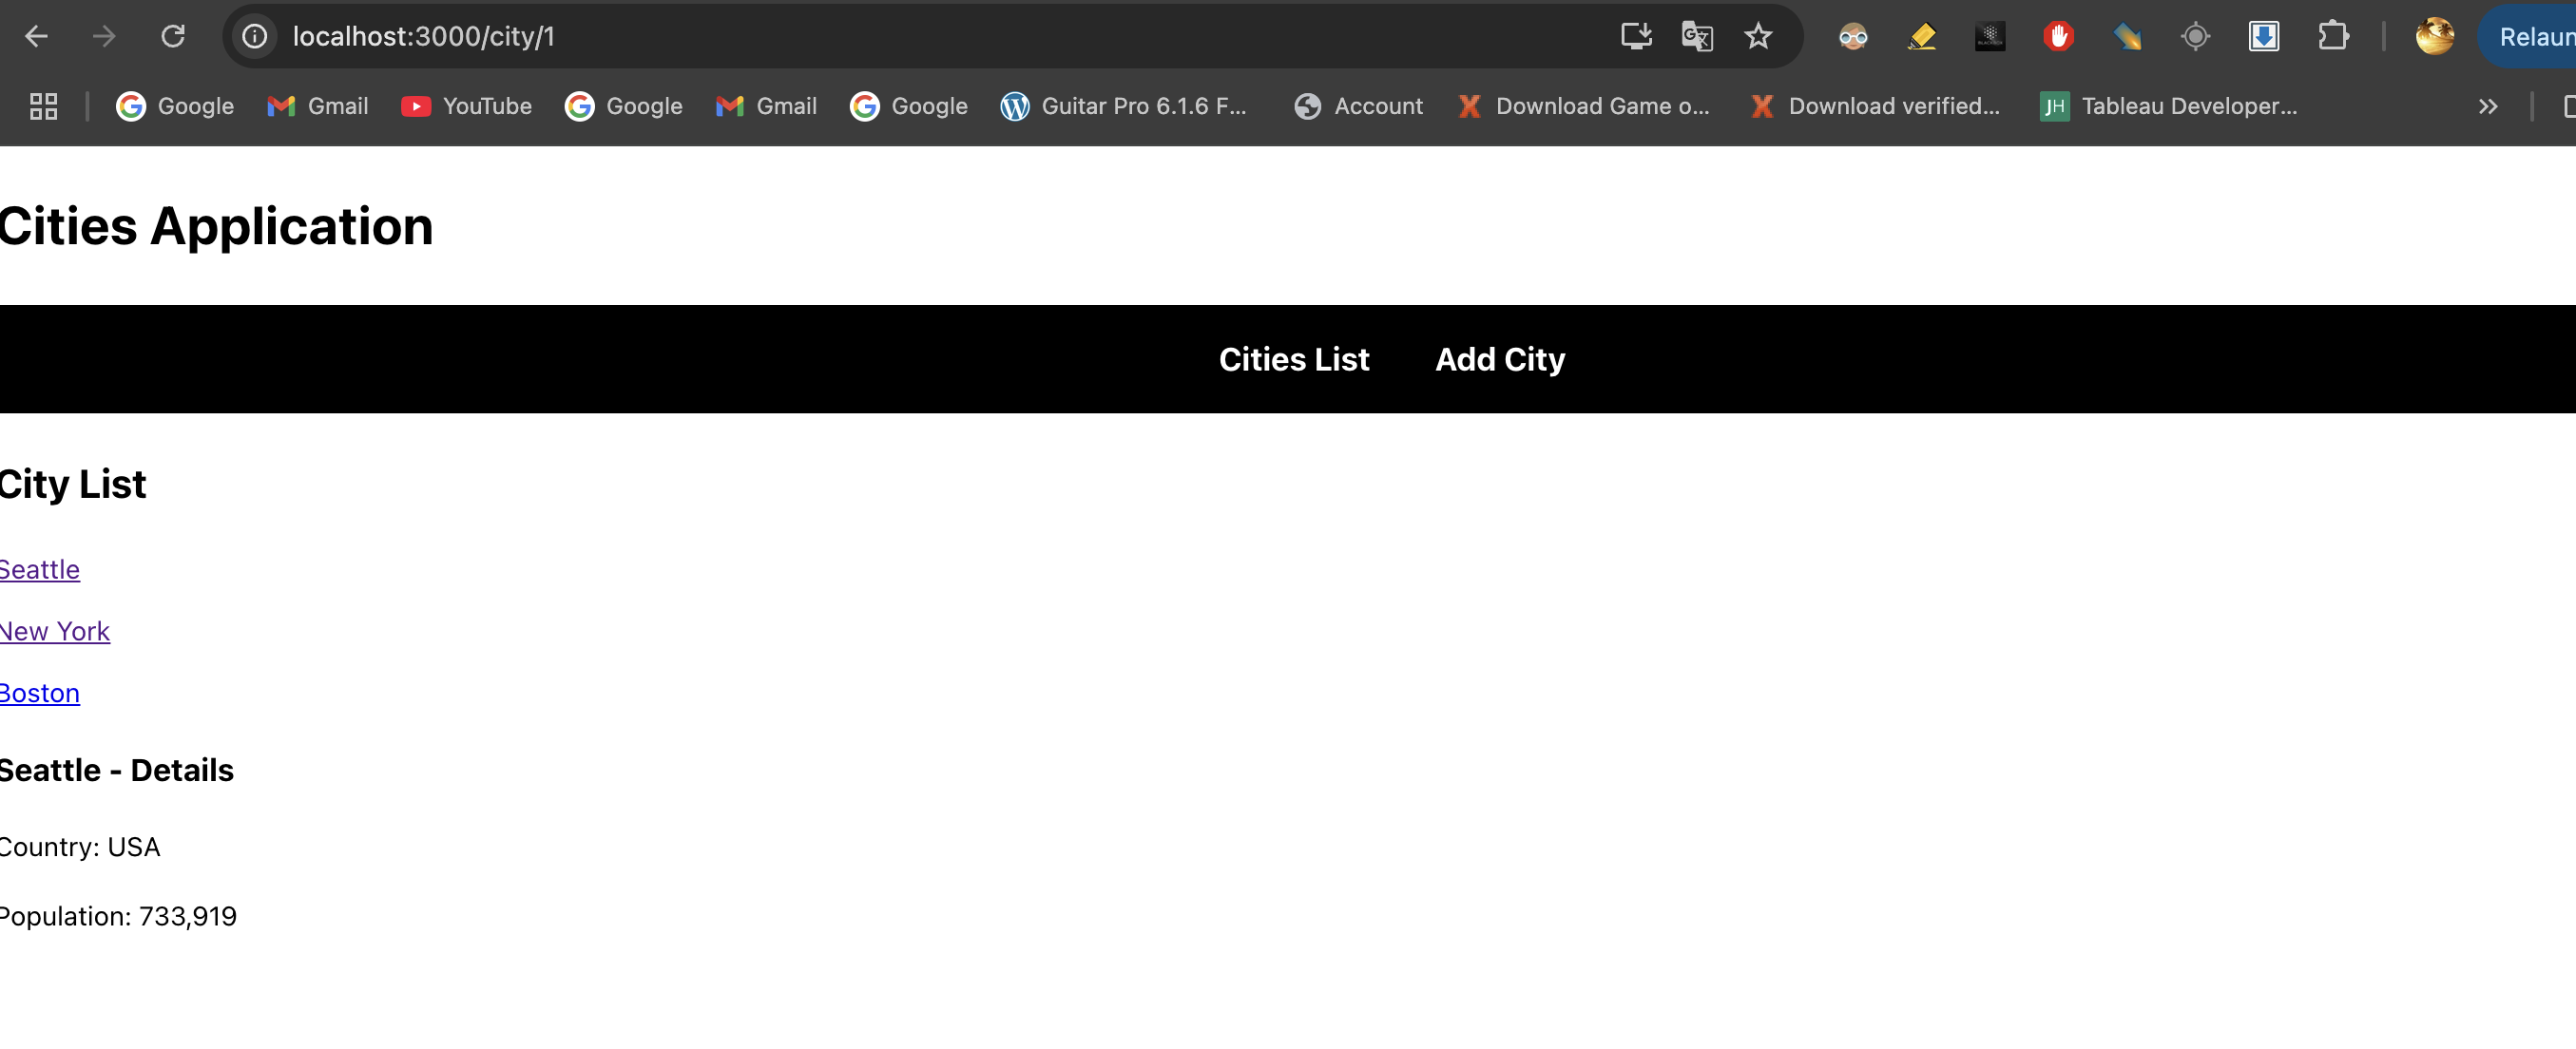 localhost:3000/city/1
Relaun
Google Gmail YouTube Google Gmail Google Guitar Pro 6.1.6 F... Account Download Game o... Download verified... JH Tableau Developer...
Cities Application
Cities List Add City
City List
Seattle
New York
Boston
Seattle - Details
Country: USA
Population: 733,919